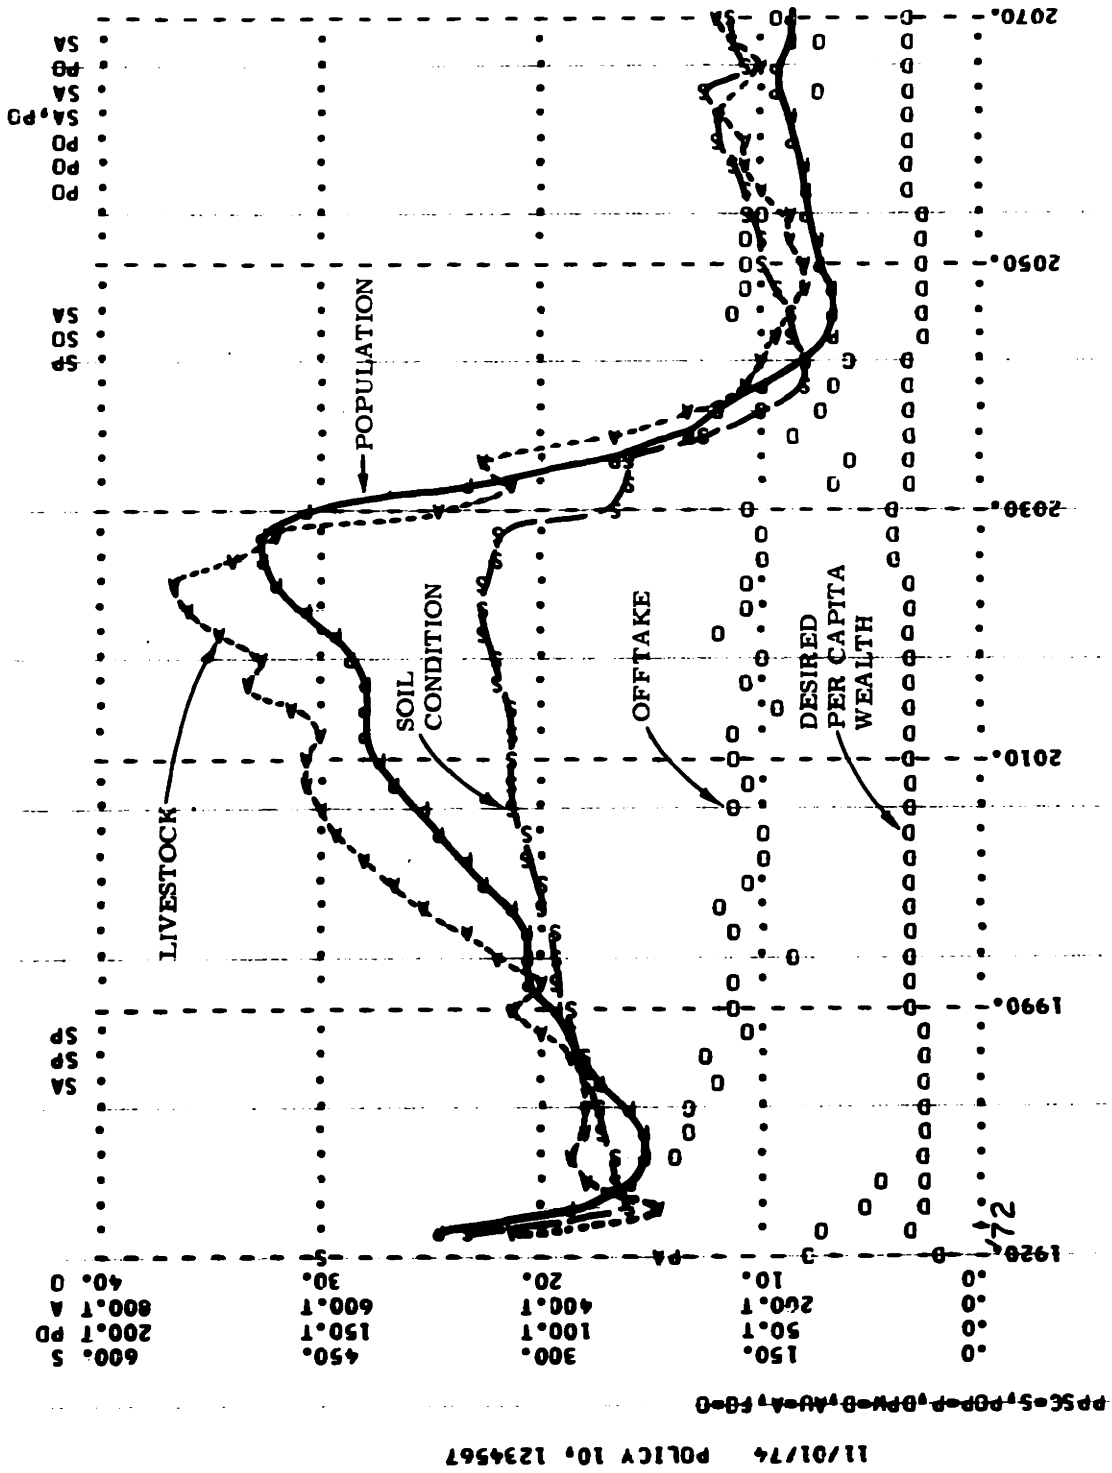 11/01/74 POLICY 10, 1234567
PPSC=S,POP=P,DPW=D,AU=A,FO=O
.0 150. 300. 450. 600. S
.0 50.T 100.T 150.T 200.T PD
.0 200.T 400.T 600.T 800.T A
.0 10. 20. 30. 40. O
1920.
'72
SA
SP
SP
1990.
2010.
2030.
SP
SO
SA
2050.
PO
PO
PO
SA,PO
SA
PO
SA
2070.
LIVESTOCK
POPULATION
SOIL
CONDITION
OFFTAKE
DESIRED
PER CAPITA
WEALTH